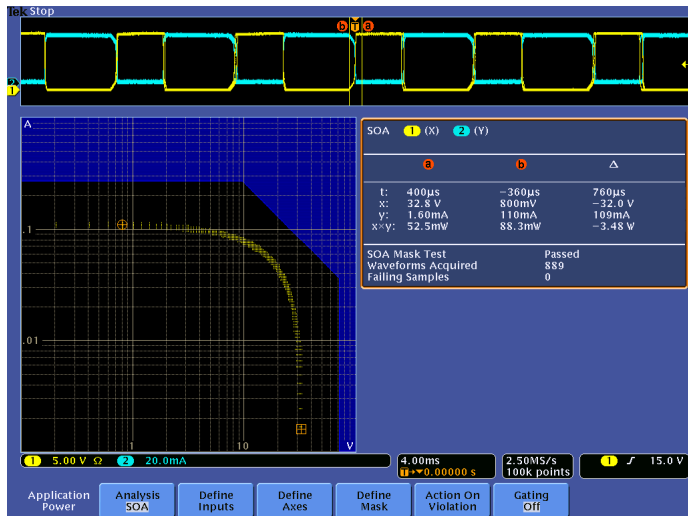 Tek Stop
b T a
2
1
A
.1
.01
1 10 V
SOA 1 (X) 2 (Y)
a b Δ
t: 400µs −360µs 760µs
x: 32.8 V 800mV −32.0 V
y: 1.60mA 110mA 109mA
x×y: 52.5mW 88.3mW −3.48 W
SOA Mask Test Passed
Waveforms Acquired 889
Failing Samples 0
1 5.00 V Ω 2 20.0mA
4.00ms 2.50MS/s 1 15.0 V
T→▼0.00000 s 100k points
Application Power
Analysis SOA
Define Inputs
Define Axes
Define Mask
Action On Violation
Gating Off